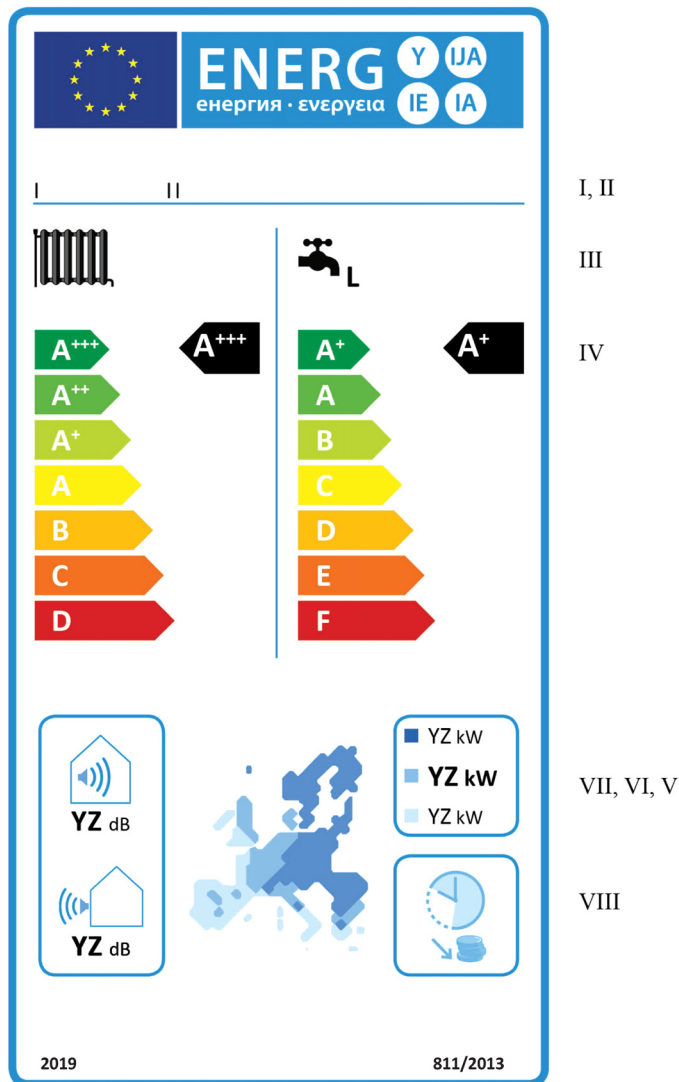 ENERG Y IJA
енергия · ενεργεια IE IA
I II I, II
L III
A+++ A+++ A+ A+ IV
A++ A
A+ B
A C
B D
C E
D F
YZ kW
YZ kW VII, VI, V
YZ dB YZ kW
VIII
YZ dB
2019 811/2013